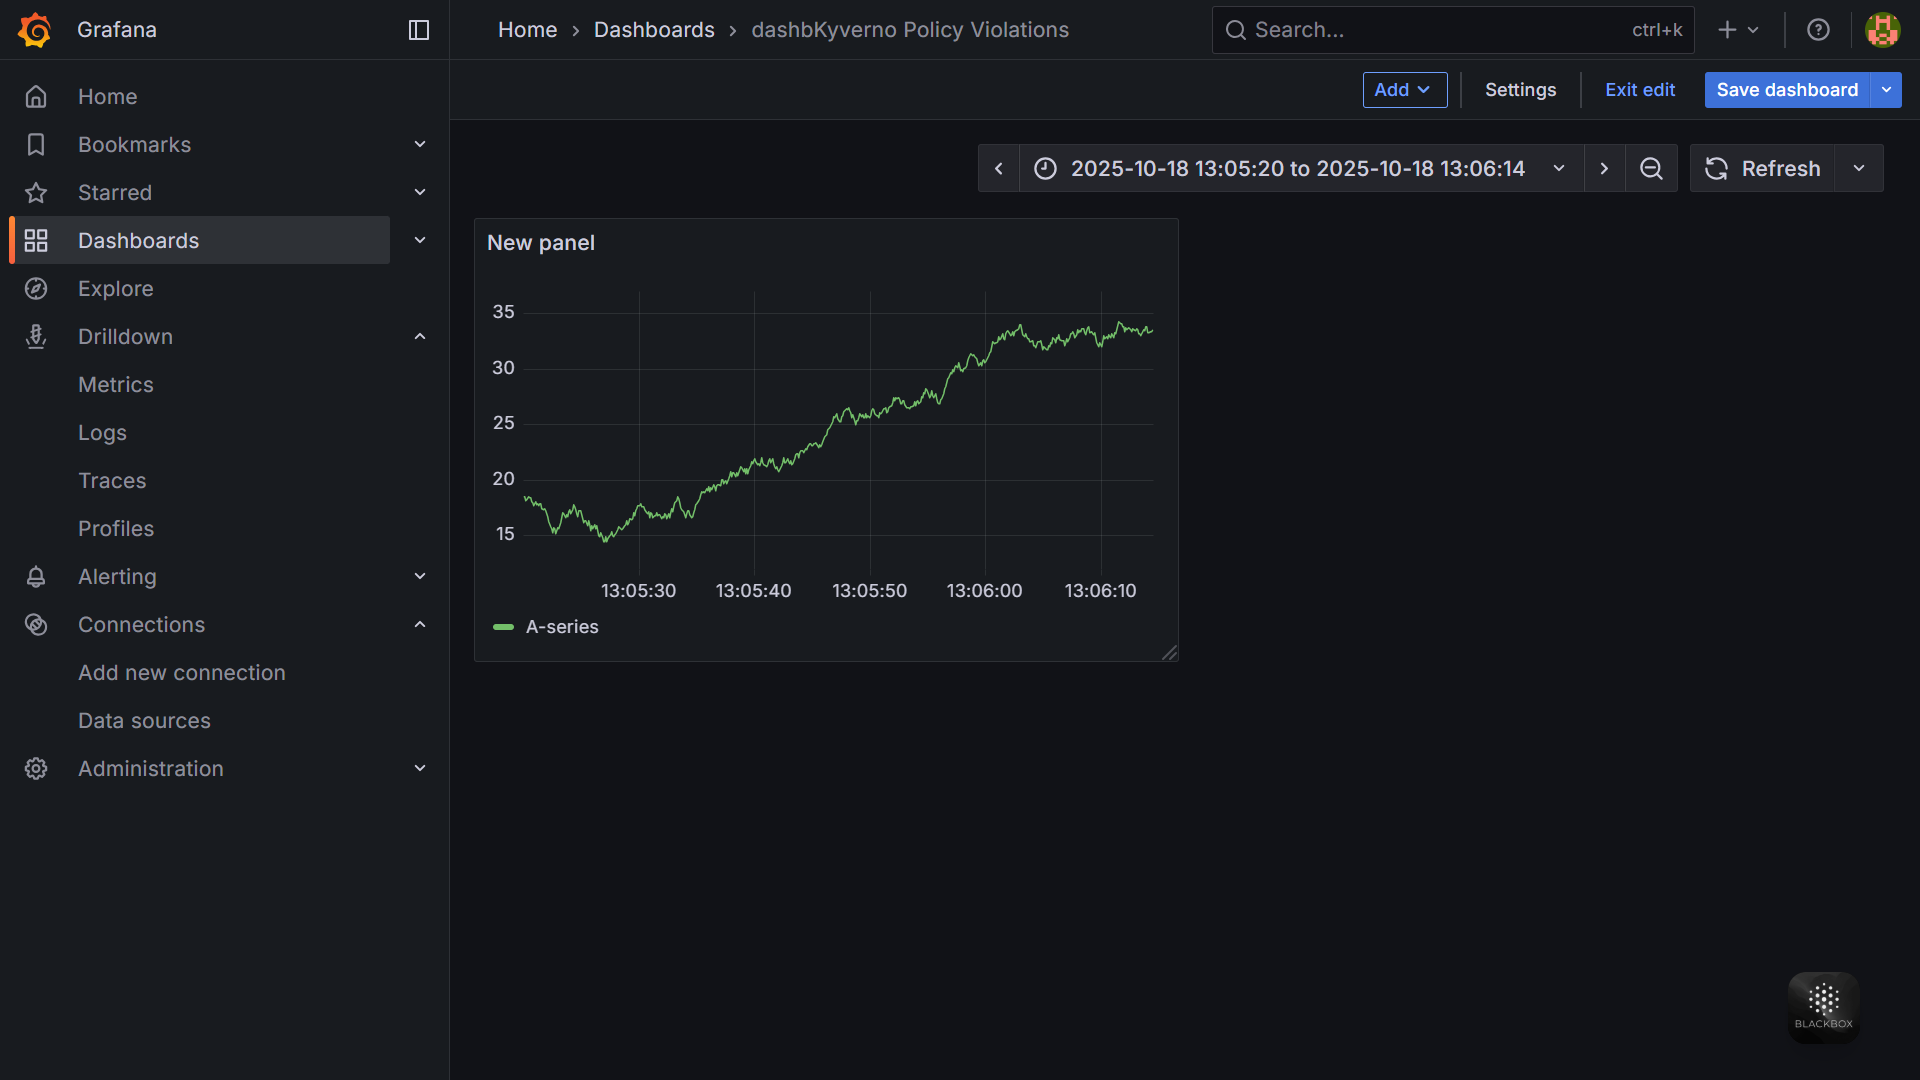 Grafana
Home
Dashboards
dashbKyverno Policy Violations
Search...
ctrl+k
Add
Settings
Exit edit
Save dashboard
Home
Bookmarks
Starred
Dashboards
Explore
Drilldown
Metrics
Logs
Traces
Profiles
Alerting
Connections
Add new connection
Data sources
Administration
2025-10-18 13:05:20 to 2025-10-18 13:06:14
Refresh
New panel
35
30
25
20
15
13:05:30
13:05:40
13:05:50
13:06:00
13:06:10
A-series
BLACKBOX